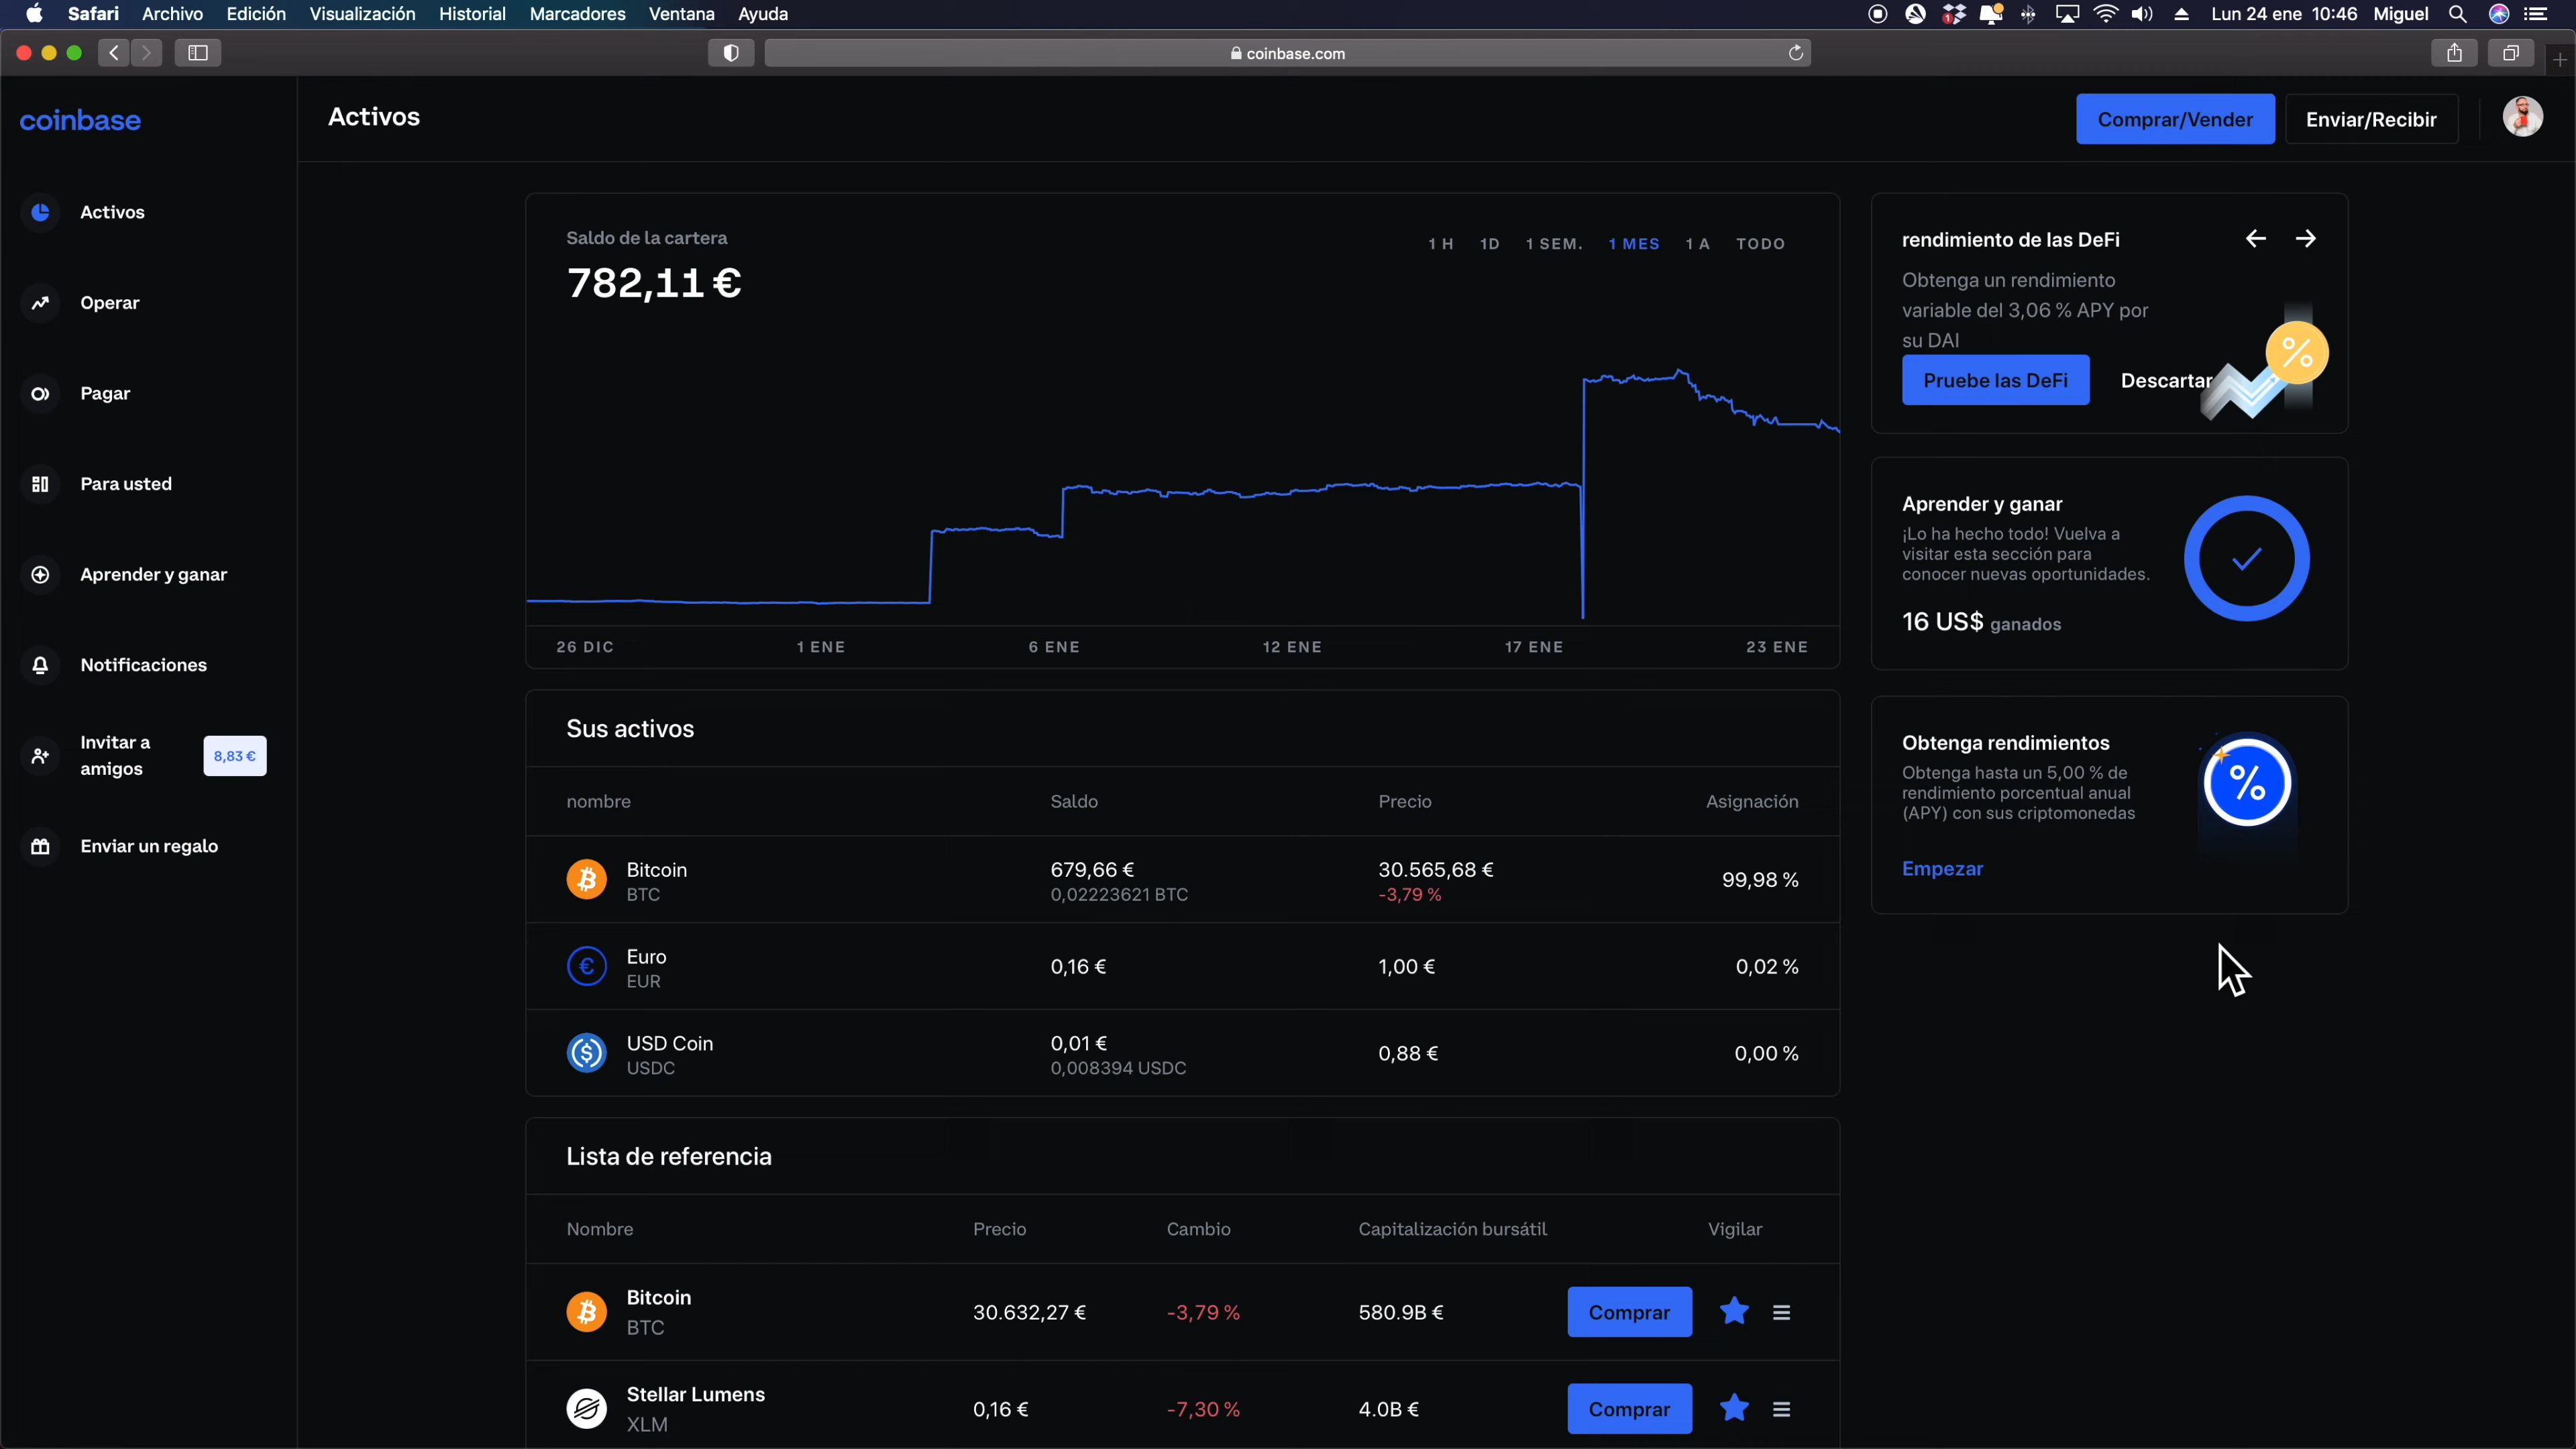 Safari Archivo Edición Visualización Historial Marcadores Ventana Ayuda
1
Lun 24 ene 10:46 Miguel
coinbase.com
coinbase
Activos
Operar
Pagar
Para usted
Aprender y ganar
Notificaciones
Invitar a
amigos
8,83 €
Enviar un regalo
Activos
Comprar/Vender
Enviar/Recibir
Saldo de la cartera
782,11 €
1 H 1D 1 SEM. 1 MES 1 A TODO
26 DIC 1 ENE 6 ENE 12 ENE 17 ENE 23 ENE
Sus activos
nombre Saldo Precio Asignación
Bitcoin 679,66 € 30.565,68 € 99,98 %
BTC 0,02223621 BTC -3,79 %
Euro 0,16 € 1,00 € 0,02 %
EUR
USD Coin 0,01 € 0,88 € 0,00 %
USDC 0,008394 USDC
Lista de referencia
Nombre Precio Cambio Capitalización bursátil Vigilar
Bitcoin 30.632,27 € -3,79 % 580.9B € Comprar
BTC
Stellar Lumens 0,16 € -7,30 % 4.0B € Comprar
XLM
rendimiento de las DeFi
Obtenga un rendimiento
variable del 3,06 % APY por
su DAI
Pruebe las DeFi Descartar
Aprender y ganar
¡Lo ha hecho todo! Vuelva a
visitar esta sección para
conocer nuevas oportunidades.
16 US$ ganados
Obtenga rendimientos
Obtenga hasta un 5,00 % de
rendimiento porcentual anual
(APY) con sus criptomonedas
Empezar